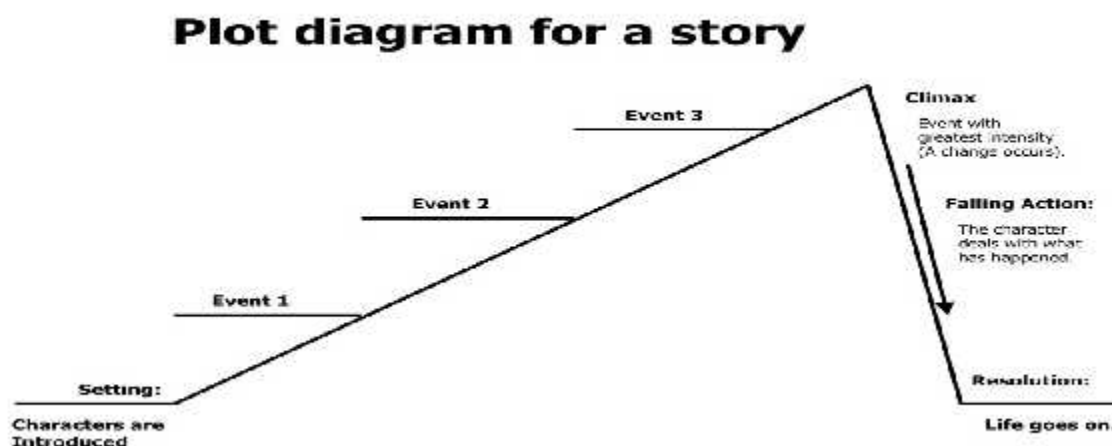 Plot diagram for a story
Climax
Event with
greatest intensity
(A change occurs).
Event 3
Falling Action:
The character
deals with what
has happened.
Event 2
Event 1
Setting:
Characters are
Introduced
Resolution:
Life goes on